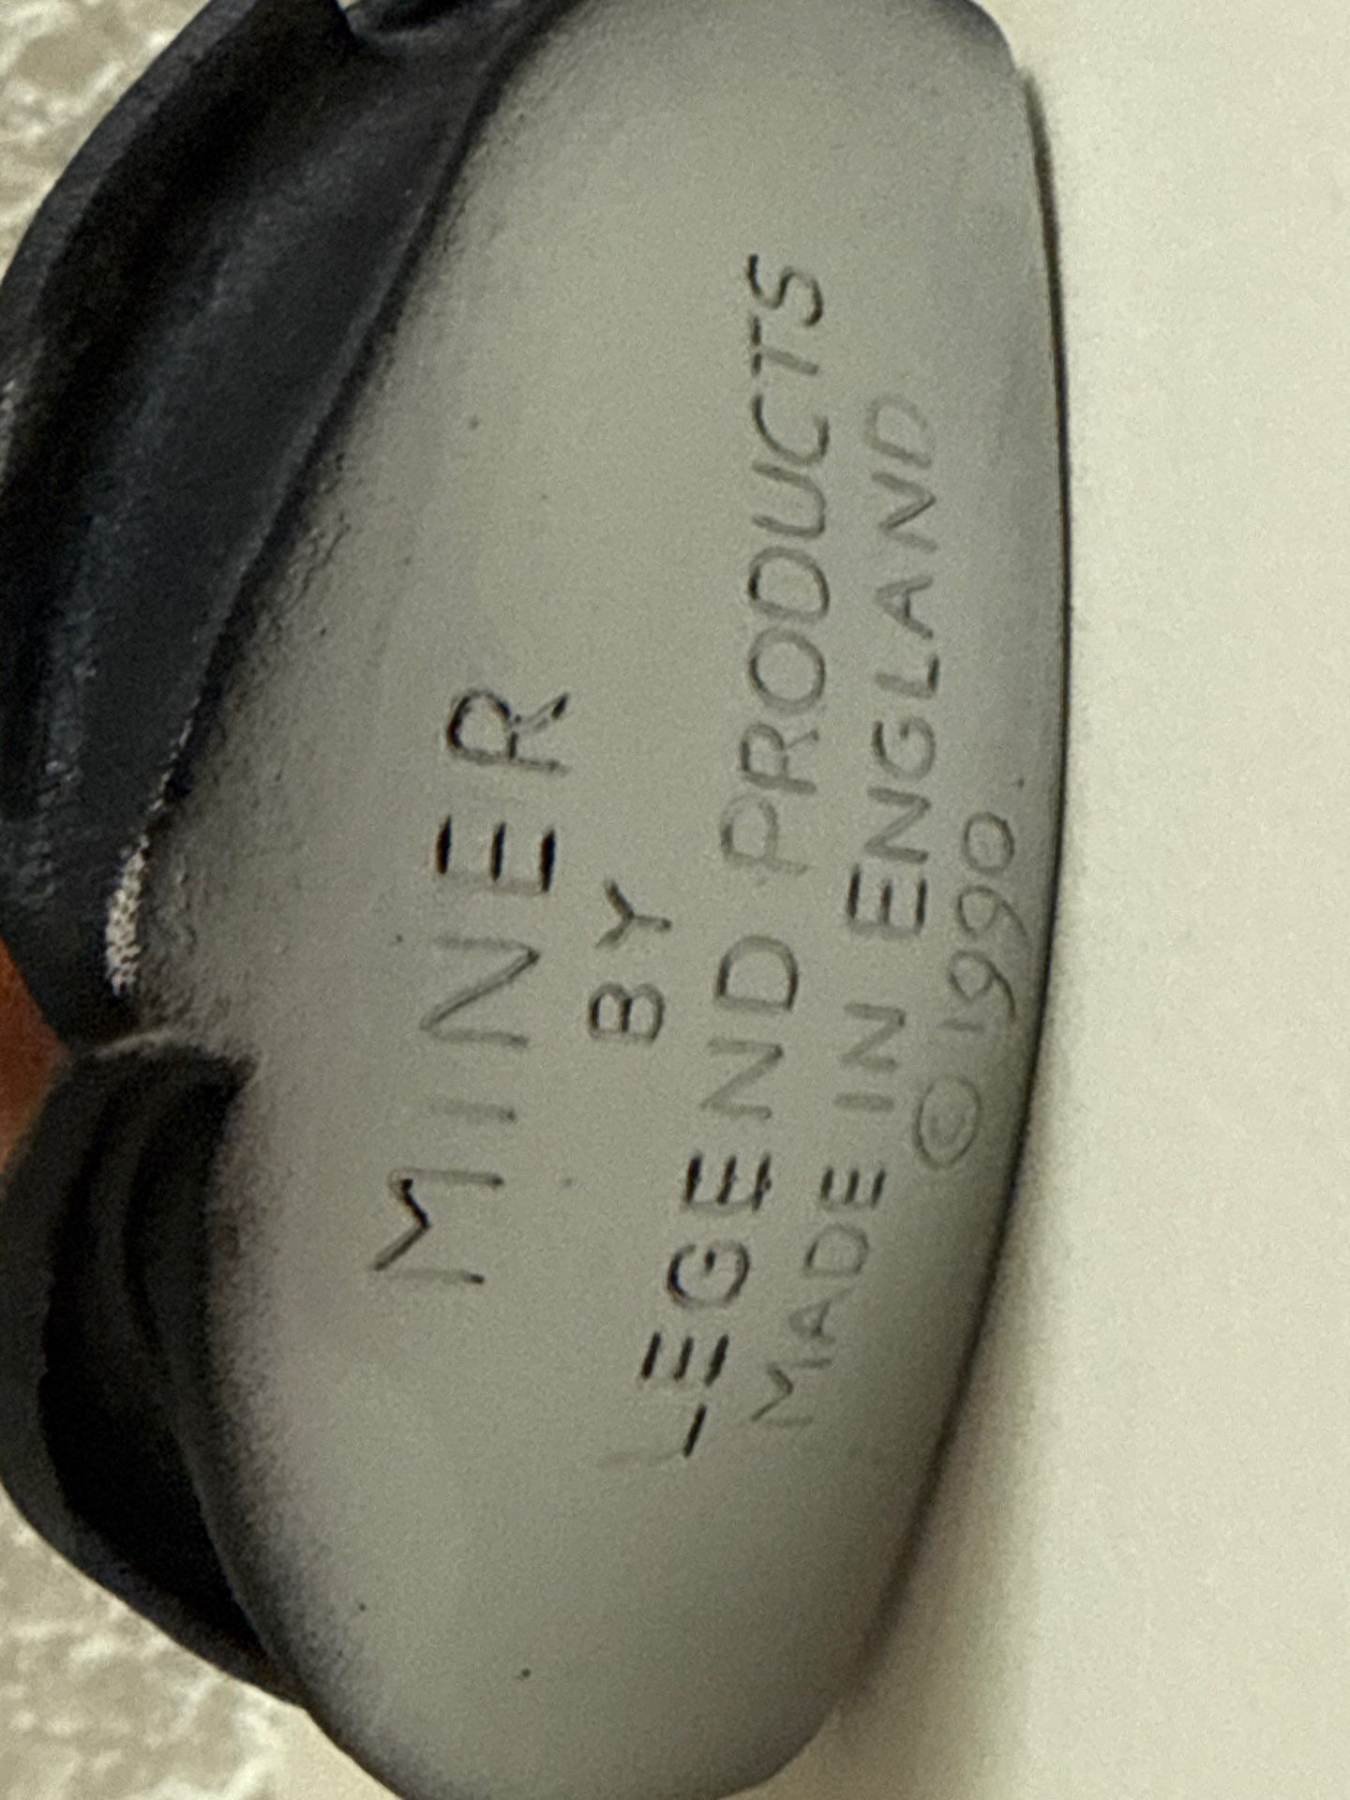 MINER
BY
LEGEND PRODUCTS
MADE IN ENGLAND
© 1990.